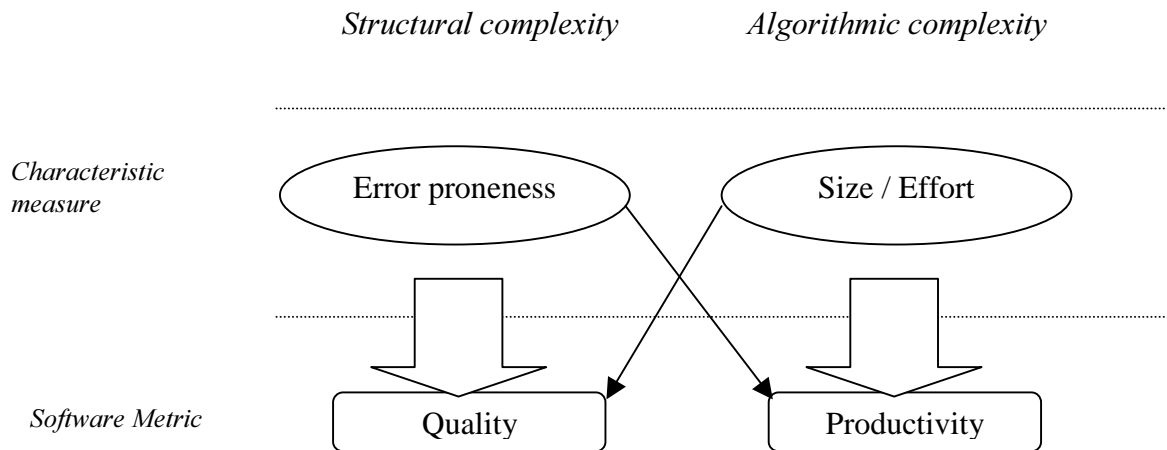 Structural complexity
Algorithmic complexity
Characteristic
measure
Error proneness
Size / Effort
Software Metric
Quality
Productivity